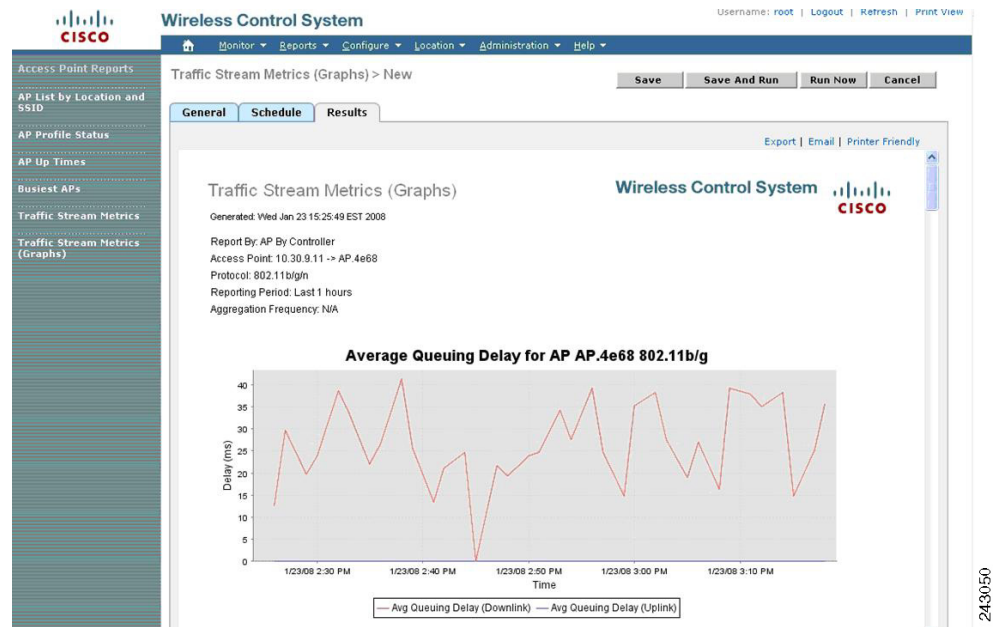 Username: root | Logout | Refresh | Print View
CISCO
Wireless Control System
Monitor Reports Configure Location Administration Help
Access Point Reports
AP List by Location and
SSID
AP Profile Status
AP Up Times
Busiest APs
Traffic Stream Metrics
Traffic Stream Metrics
(Graphs)
Traffic Stream Metrics (Graphs) > New
Save
Save And Run
Run Now
Cancel
General
Schedule
Results
Export | Email | Printer Friendly
Traffic Stream Metrics (Graphs)
Wireless Control System
CISCO
Generated: Wed Jan 23 15:25:49 EST 2008
Report By: AP By Controller
Access Point: 10.30.9.11 -> AP.4e68
Protocol: 802.11b/g/n
Reporting Period: Last 1 hours
Aggregation Frequency: N/A
Average Queuing Delay for AP AP.4e68 802.11b/g
Delay (ms)
40
35
30
25
20
15
10
5
0
1/23/08 2:30 PM
1/23/08 2:40 PM
1/23/08 2:50 PM
1/23/08 3:00 PM
1/23/08 3:10 PM
Time
Avg Queuing Delay (Downlink)
Avg Queuing Delay (Uplink)
243050